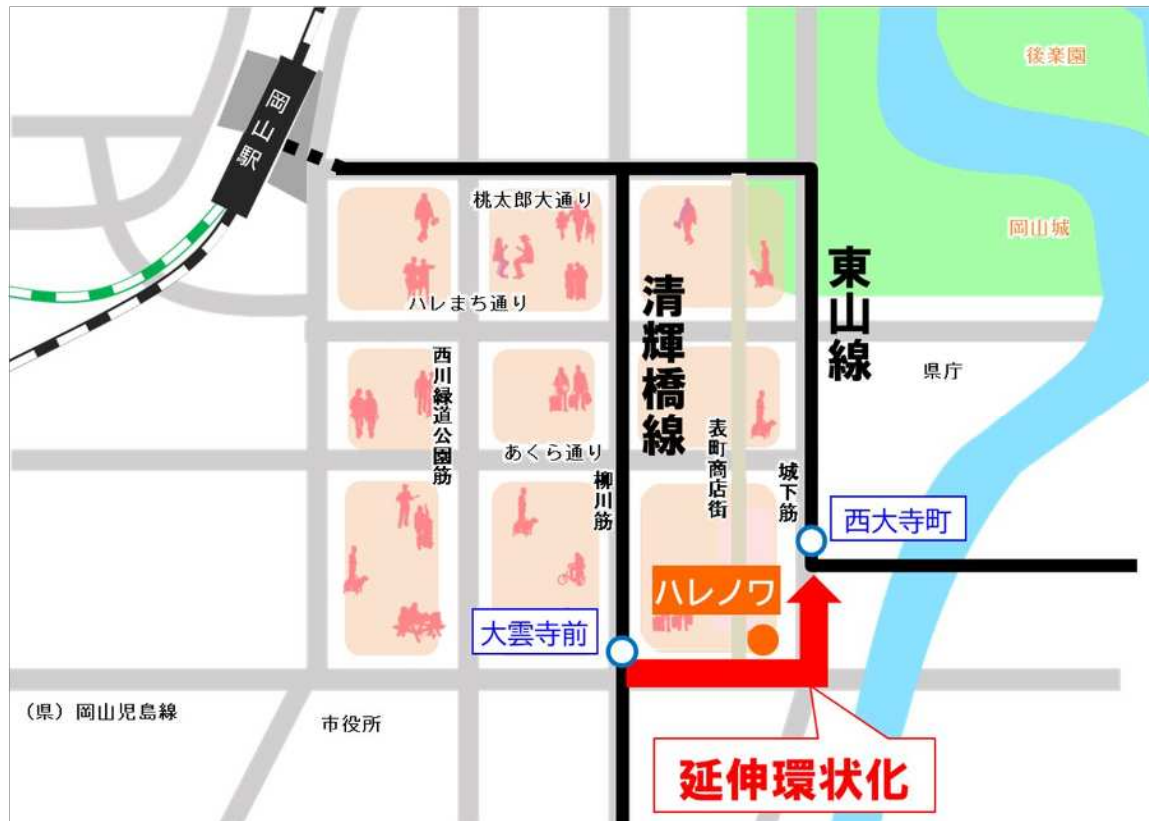 後楽園
岡山駅
桃太郎大通り
岡山城
東山線
清輝橋線
ハレまち通り
西川緑道公園筋
県庁
表町商店街
あくら通り
柳川筋
城下筋
西大寺町
ハレノワ
大雲寺前
（県）岡山児島線
市役所
延伸環状化